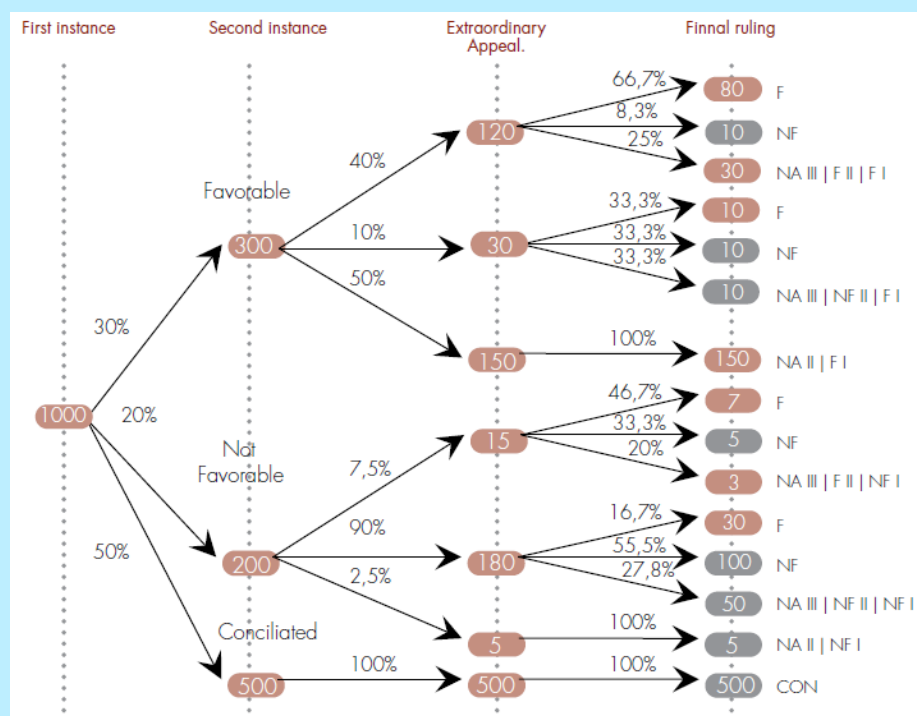 First instance
Second instance
Extraordinary
Appeal.
Finnal ruling
66,7%
80 F
8,3%
120
10 NF
25%
40%
30 NA III | F II | F I
Favorable
33,3%
10 F
10%
300
30
33,3%
10 NF
33,3%
50%
10 NA III | NF II | F I
30%
100%
150
150 NA II | F I
46,7%
7 F
1000
20%
33,3%
15
5 NF
Not
Favorable
20%
7,5%
3 NA III | F II | NF I
16,7%
30 F
90%
50%
55,5%
200
180
100 NF
27,8%
2,5%
50 NA III | NF II | NF I
100%
Conciliated
5
5 NA II | NF I
100%
100%
500
500
500 CON